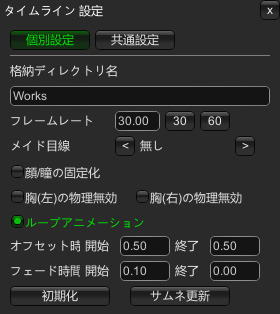 タイムライン 設定 x
個別設定 共通設定
格納ディレクトリ名
Works
フレームレート 30.00 30 60
メイド目線 < 無し >
顔/瞳の固定化
胸(左)の物理無効 胸(右)の物理無効
ループアニメーション
オフセット時 開始 0.50 終了 0.50
フェード時間 開始 0.10 終了 0.00
初期化 サムネ更新